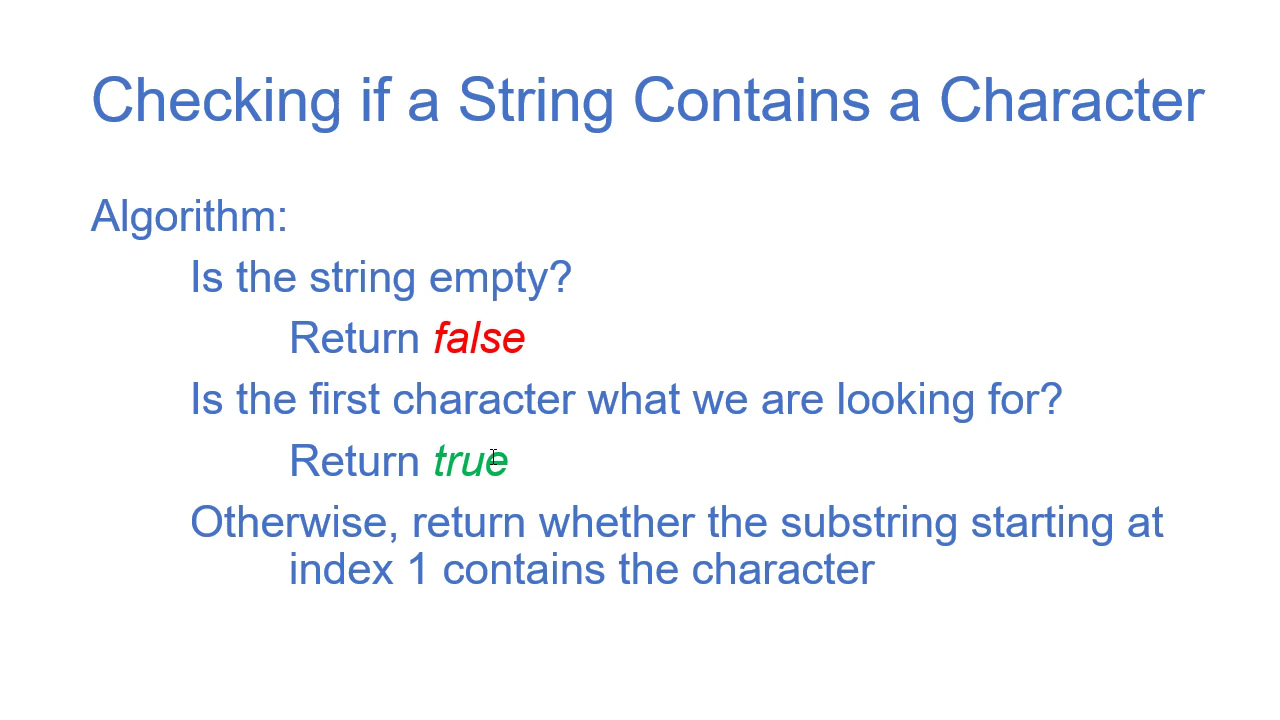 Checking if a String Contains a Character
Algorithm:
Is the string empty?
Return false
Is the first character what we are looking for?
Return true
Otherwise, return whether the substring starting at
index 1 contains the character